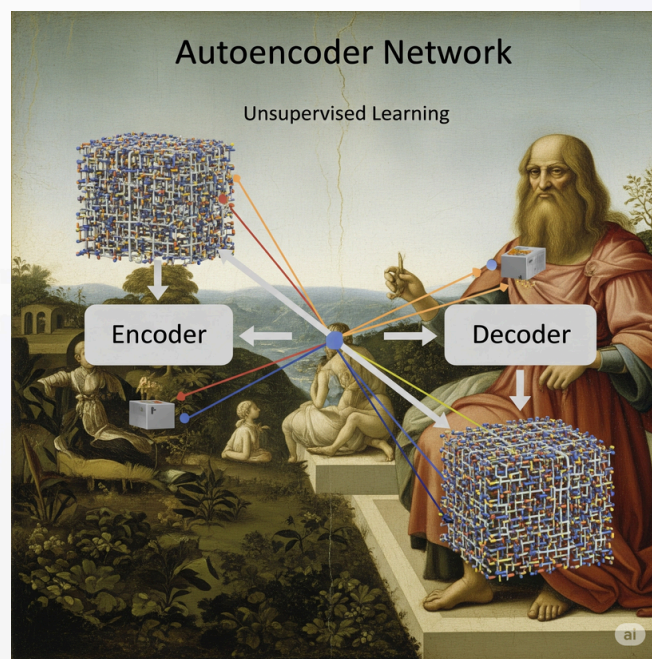 Autoencoder Network
Unsupervised Learning
Encoder
Decoder
ai